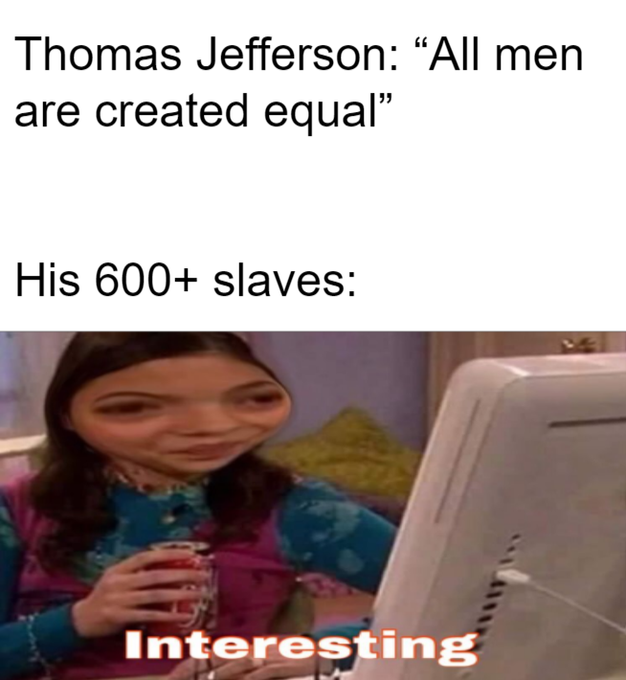 Thomas Jefferson: “All men
are created equal”
His 600+ slaves:
Interesting